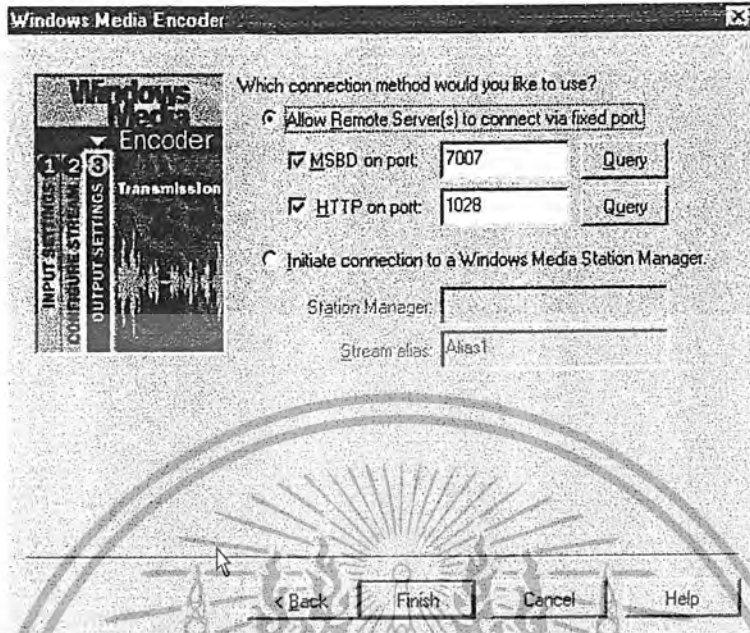 Windows Media Encoder
Which connection method would you like to use?
Windows
Media
Encoder
Transmission
1 2 3
INPUT SETTINGS
CONFIGURE STREAM
OUTPUT SETTINGS
Allow Remote Server(s) to connect via fixed port.
MSBD on port: 7007 Query
HTTP on port: 1028 Query
Initiate connection to a Windows Media Station Manager.
Station Manager:
Stream alias: Alias1
< Back Finish Cancel Help